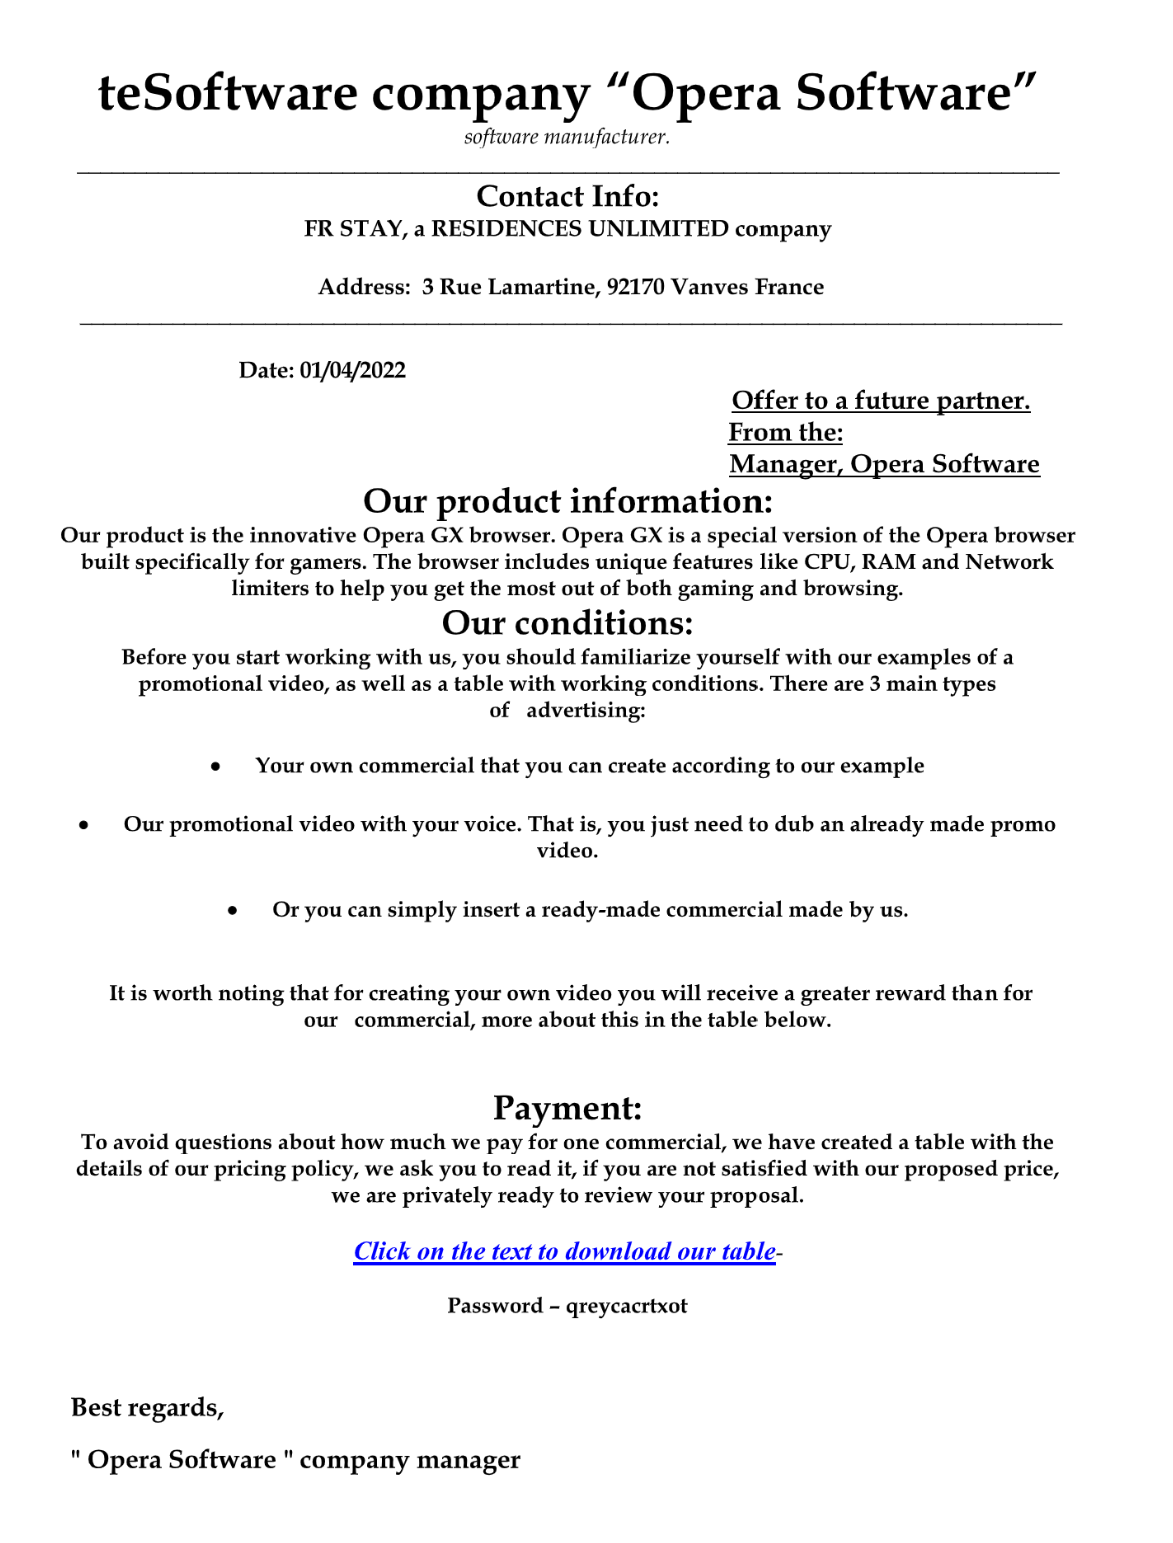 teSoftware company “Opera Software”
software manufacturer.
Contact Info:
FR STAY, a RESIDENCES UNLIMITED company
Address: 3 Rue Lamartine, 92170 Vanves France
Date: 01/04/2022
Offer to a future partner.
From the:
Manager, Opera Software
Our product information:
Our product is the innovative Opera GX browser. Opera GX is a special version of the Opera browser
built specifically for gamers. The browser includes unique features like CPU, RAM and Network
limiters to help you get the most out of both gaming and browsing.
Our conditions:
Before you start working with us, you should familiarize yourself with our examples of a
promotional video, as well as a table with working conditions. There are 3 main types
of advertising:
• Your own commercial that you can create according to our example
• Our promotional video with your voice. That is, you just need to dub an already made promo
video.
• Or you can simply insert a ready-made commercial made by us.
It is worth noting that for creating your own video you will receive a greater reward than for
our commercial, more about this in the table below.
Payment:
To avoid questions about how much we pay for one commercial, we have created a table with the
details of our pricing policy, we ask you to read it, if you are not satisfied with our proposed price,
we are privately ready to review your proposal.
Click on the text to download our table-
Password – qreycacrtxot
Best regards,
" Opera Software " company manager